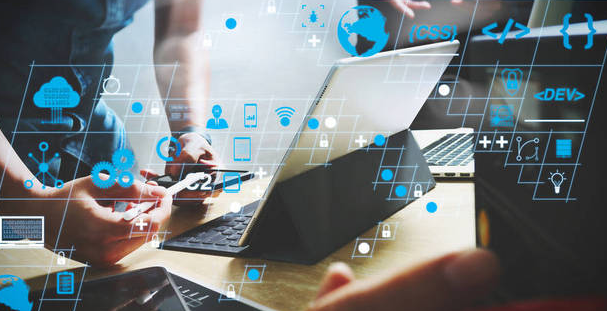 {CSS} </> { }
<DEV>
C2